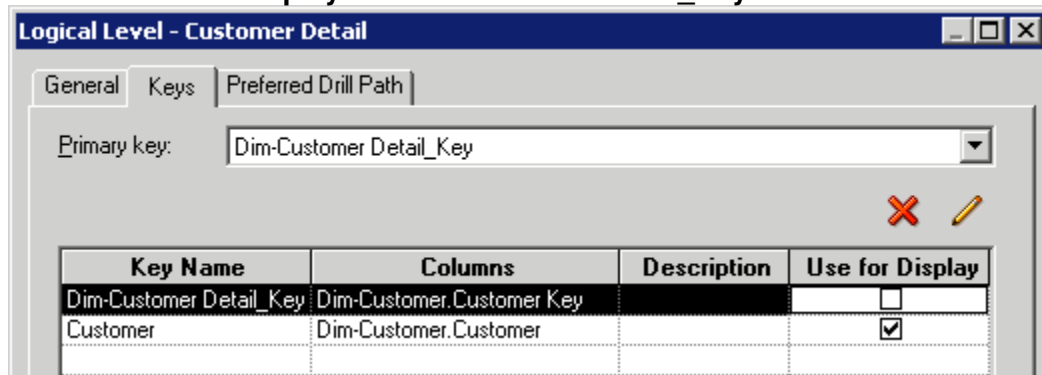 Logical Level - Customer Detail
General Keys Preferred Drill Path
Primary key: Dim-Customer Detail_Key
Key Name Columns Description Use for Display
Dim-Customer Detail_Key Dim-Customer.Customer Key
Customer Dim-Customer.Customer